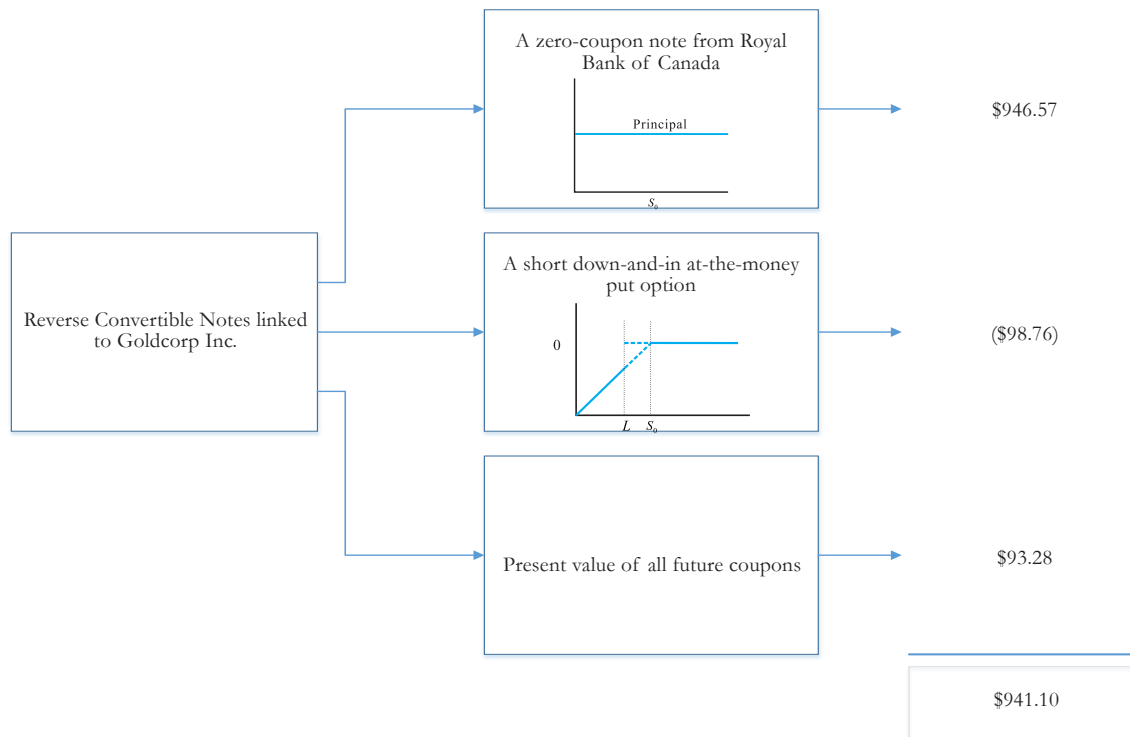 A zero-coupon note from Royal
Bank of Canada
Principal
S₀
$946.57
Reverse Convertible Notes linked
to Goldcorp Inc.
A short down-and-in at-the-money
put option
0
L S₀
($98.76)
Present value of all future coupons
$93.28
$941.10